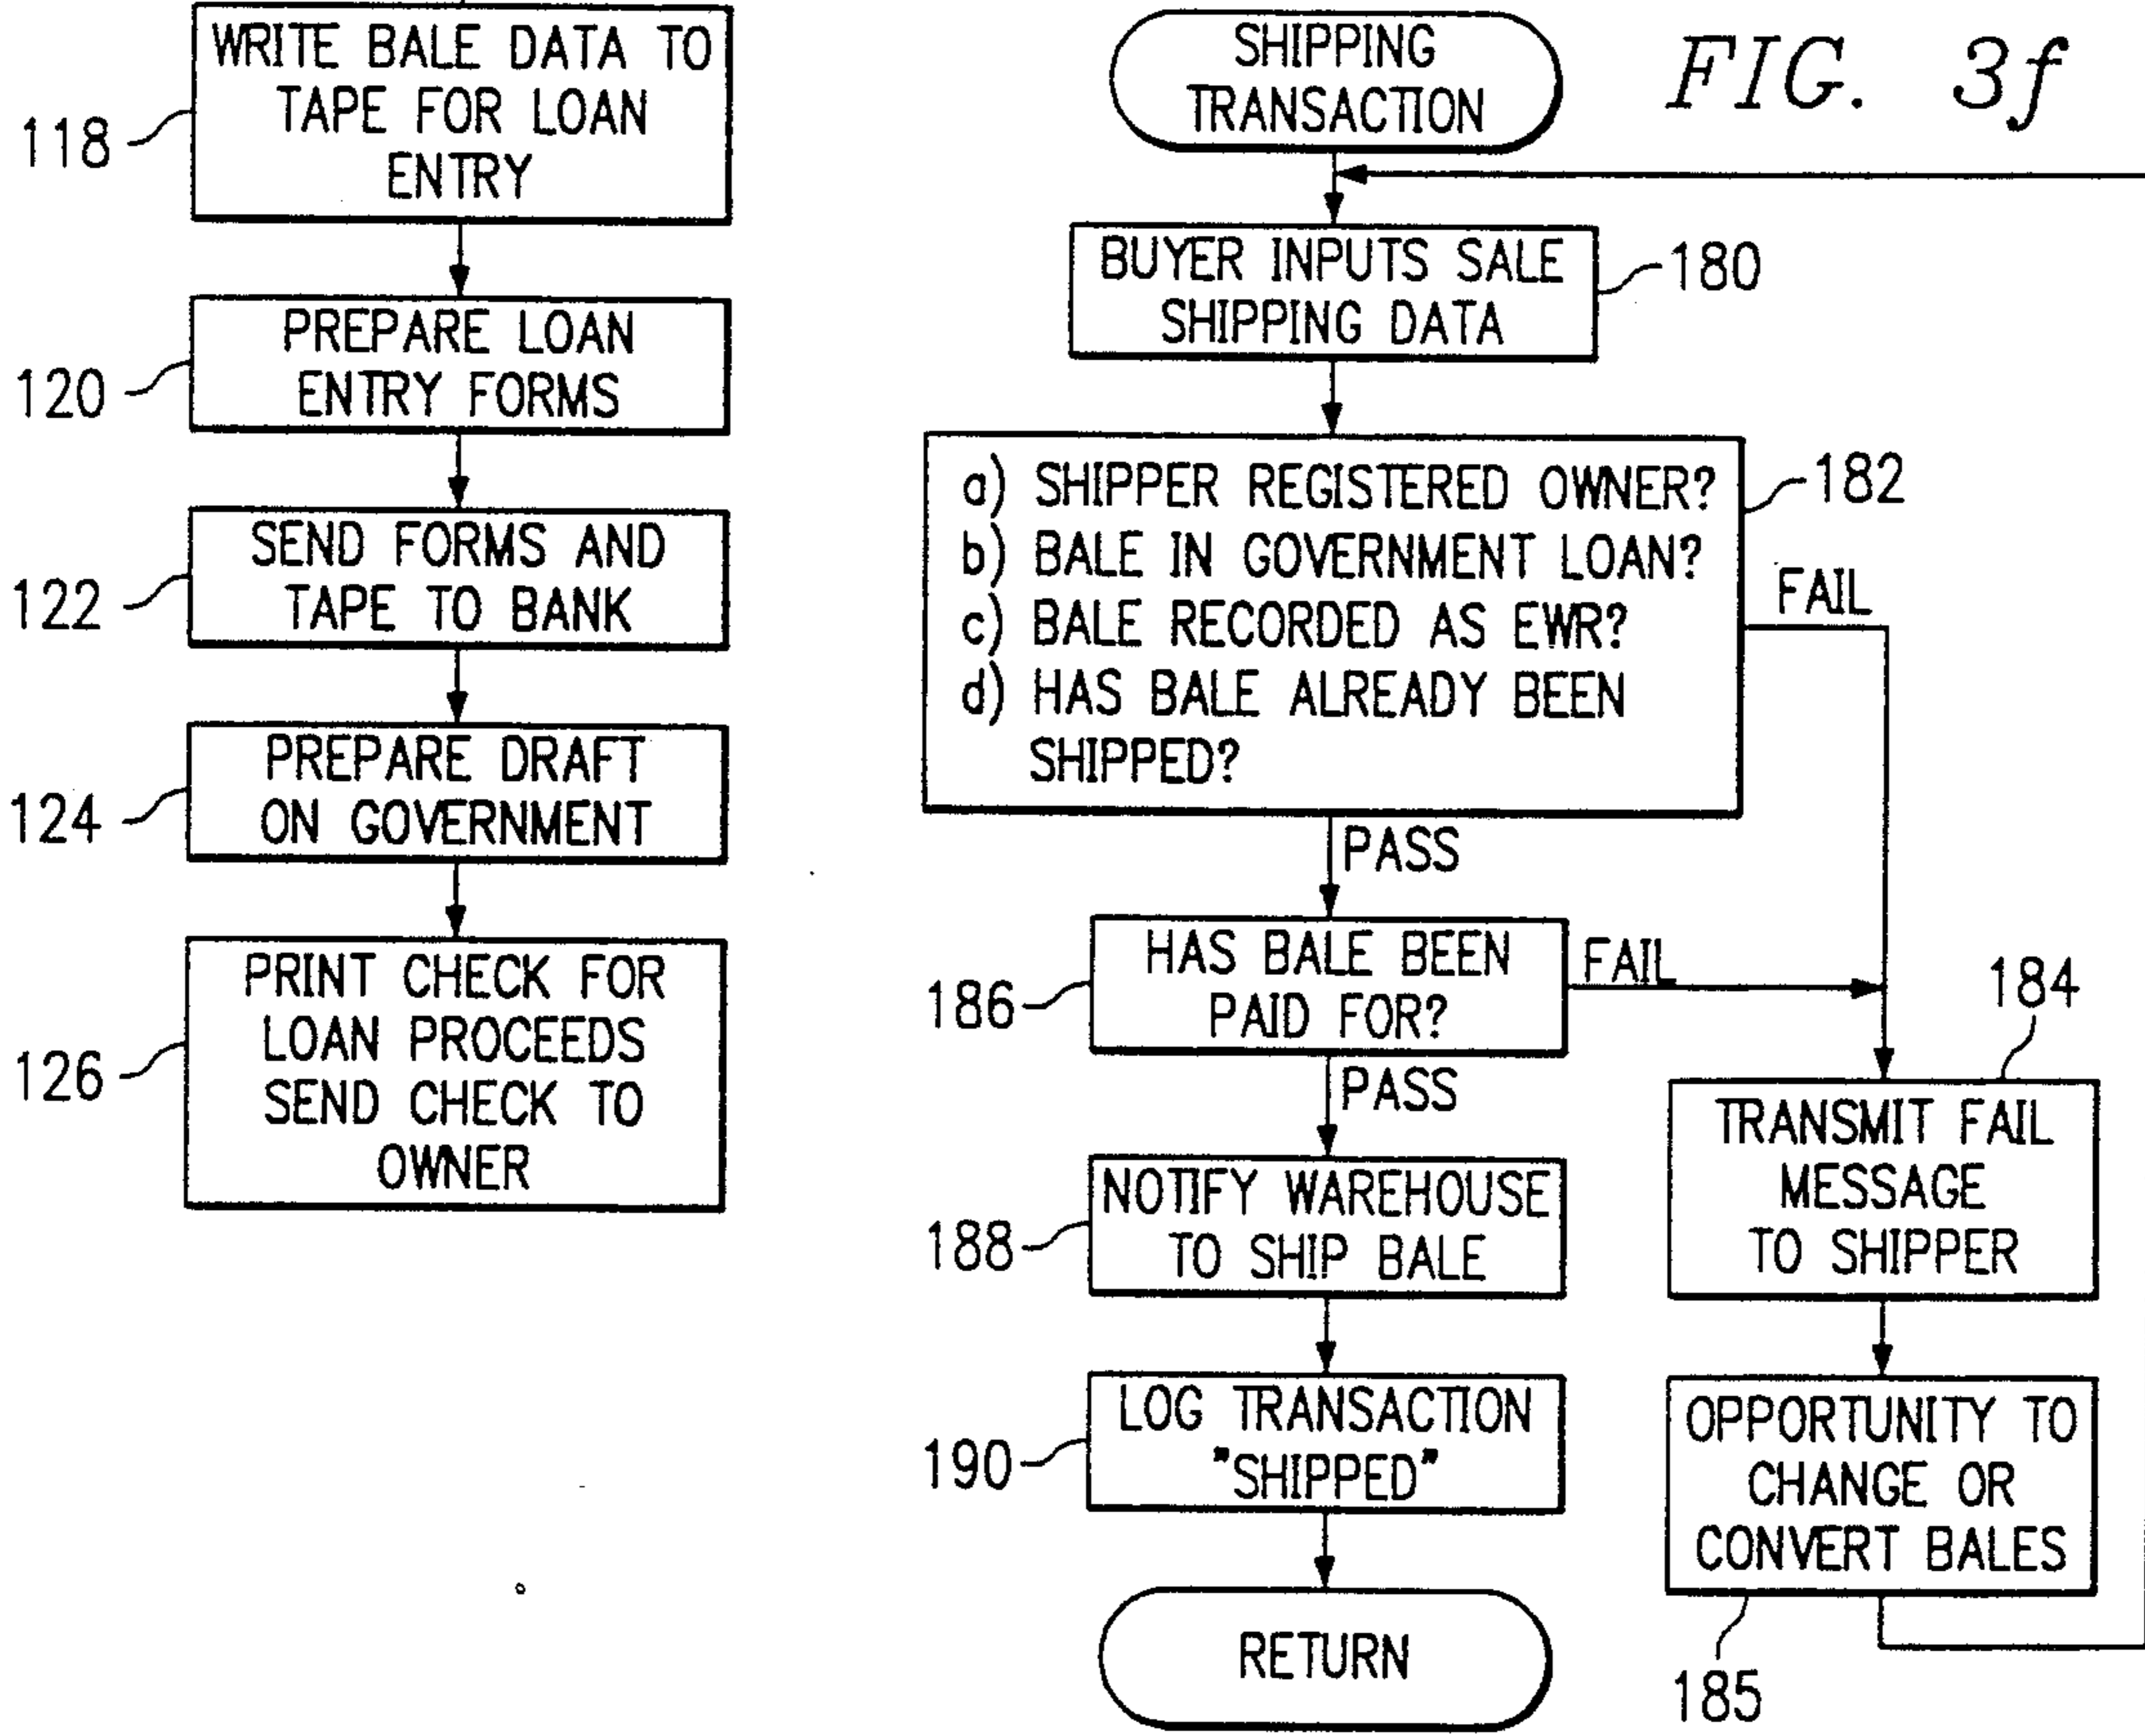 WRITE BALE DATA TO
TAPE FOR LOAN
ENTRY
118
PREPARE LOAN
ENTRY FORMS
120
SEND FORMS AND
TAPE TO BANK
122
PREPARE DRAFT
ON GOVERNMENT
124
PRINT CHECK FOR
LOAN PROCEEDS
SEND CHECK TO
OWNER
126
FIG. 3f
SHIPPING
TRANSACTION
BUYER INPUTS SALE
SHIPPING DATA
180
a) SHIPPER REGISTERED OWNER?
b) BALE IN GOVERNMENT LOAN?
c) BALE RECORDED AS EWR?
d) HAS BALE ALREADY BEEN
SHIPPED?
182
FAIL
PASS
HAS BALE BEEN
PAID FOR?
186
FAIL
184
PASS
TRANSMIT FAIL
MESSAGE
TO SHIPPER
NOTIFY WAREHOUSE
TO SHIP BALE
188
LOG TRANSACTION
"SHIPPED"
190
OPPORTUNITY TO
CHANGE OR
CONVERT BALES
185
RETURN